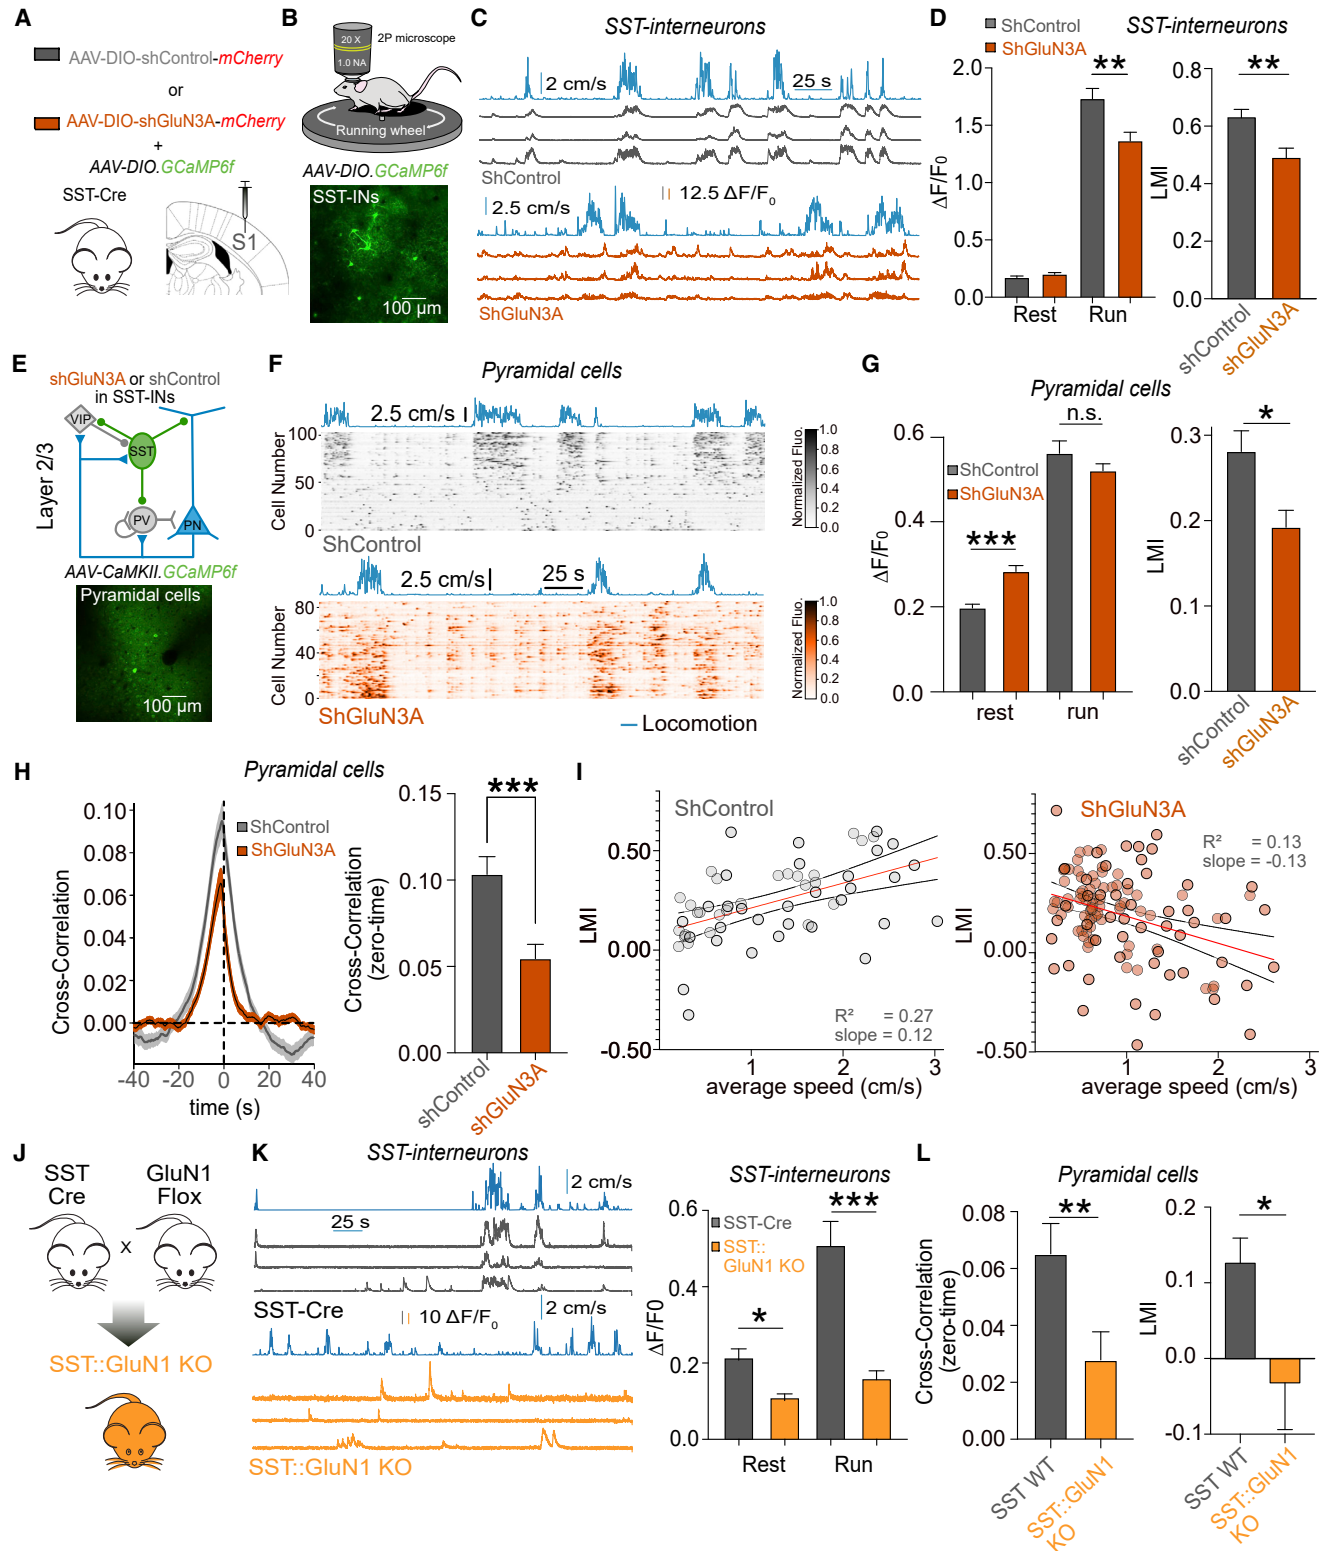 A
AAV-DIO-shControl-mCherry
or
AAV-DIO-shGluN3A-mCherry
+
AAV-DIO.GCaMP6f
SST-Cre
S1
B
20 X
1.0 NA
2P microscope
Running wheel
AAV-DIO.GCaMP6f
SST-INs
100 µm
C
SST-interneurons
2 cm/s
25 s
ShControl
12.5 ΔF/F0
2.5 cm/s
ShGluN3A
D
ShControl
ShGluN3A
SST-interneurons
ΔF/F0
2.0
1.5
1.0
0.5
0.0
**
Rest
Run
LMI
0.8
0.6
0.4
0.2
0.0
**
shControl
shGluN3A
E
shGluN3A or shControl
in SST-INs
Layer 2/3
VIP
SST
PV
PN
AAV-CaMKII.GCaMP6f
Pyramidal cells
100 µm
F
Pyramidal cells
2.5 cm/s
Cell Number
100
50
0
Normalized Fluo.
1.0
0.8
0.6
0.4
0.2
0.0
ShControl
2.5 cm/s
25 s
Cell Number
80
40
0
Normalized Fluo.
1.0
0.8
0.6
0.4
0.2
0.0
ShGluN3A
Locomotion
G
Pyramidal cells
n.s.
ShControl
ShGluN3A
***
ΔF/F0
0.6
0.4
0.2
0.0
rest
run
*
LMI
0.3
0.2
0.1
0.0
shControl
shGluN3A
H
Pyramidal cells
ShControl
ShGluN3A
Cross-Correlation
0.10
0.08
0.06
0.04
0.02
0.00
-40
-20
0
20
40
time (s)
***
Cross-Correlation
(zero-time)
0.15
0.10
0.05
0.00
shControl
shGluN3A
I
ShControl
LMI
0.50
0.00
-0.50
R² = 0.27
slope = 0.12
1
2
3
average speed (cm/s)
ShGluN3A
R² = 0.13
slope = -0.13
LMI
0.50
0.00
-0.50
1
2
3
average speed (cm/s)
J
SST
Cre
GluN1
Flox
x
SST::GluN1 KO
K
SST-interneurons
2 cm/s
25 s
SST-Cre
10 ΔF/F0
2 cm/s
SST::GluN1 KO
SST-interneurons
SST-Cre
SST::
GluN1 KO
***
*
ΔF/F0
0.6
0.4
0.2
0.0
Rest
Run
L
Pyramidal cells
**
Cross-Correlation
(zero-time)
0.08
0.06
0.04
0.02
0.00
SST WT
SST::GluN1
KO
*
LMI
0.2
0.1
0.0
-0.1
SST WT
SST::GluN1
KO